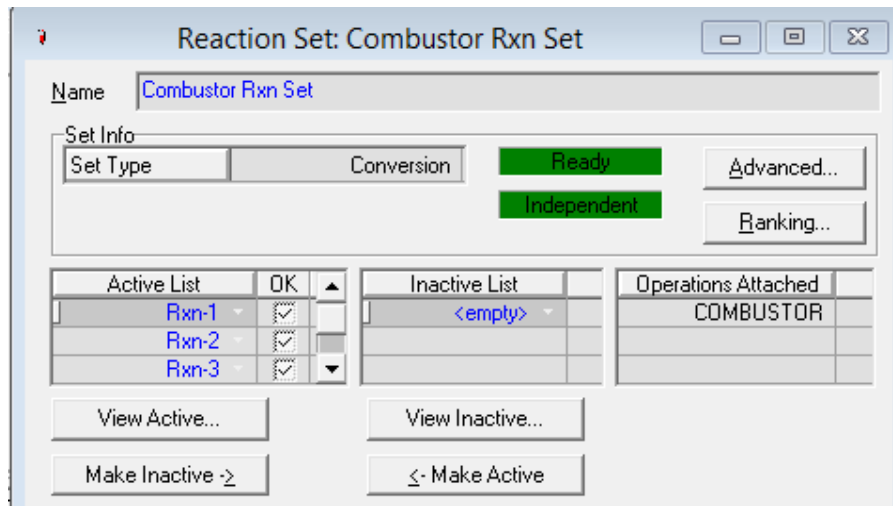 Reaction Set: Combustor Rxn Set
Name Combustor Rxn Set
Set Info
Set Type Conversion Ready Advanced...
Independent Ranking...
Active List OK Inactive List Operations Attached
Rxn-1 <empty> COMBUSTOR
Rxn-2
Rxn-3
View Active... View Inactive...
Make Inactive -> <- Make Active